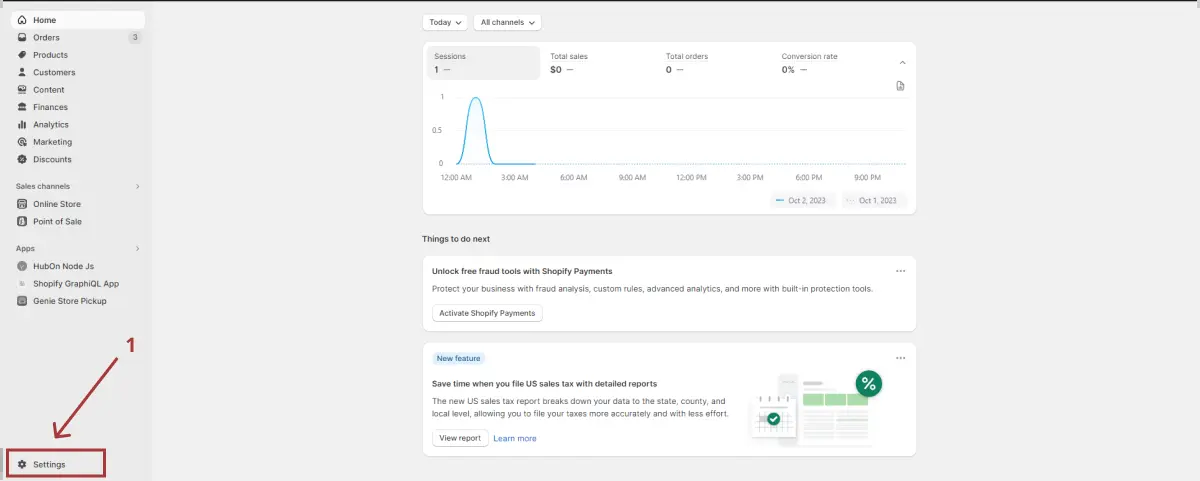 Home
Orders 3
Products
Customers
Content
Finances
Analytics
Marketing
Discounts
Sales channels
Online Store
Point of Sale
Apps
HubOn Node Js
Shopify GraphiQL App
Genie Store Pickup
1
Settings
Today All channels
Sessions Total sales Total orders Conversion rate
1 — $0 — 0 — 0% —
1
0.5
0
12:00 AM 3:00 AM 6:00 AM 9:00 AM 12:00 PM 3:00 PM 6:00 PM 9:00 PM
Oct 2, 2023 Oct 1, 2023
Things to do next
Unlock free fraud tools with Shopify Payments
Protect your business with fraud analysis, custom rules, advanced analytics, and more with built-in protection tools.
Activate Shopify Payments
New feature
Save time when you file US sales tax with detailed reports
The new US sales tax report breaks down your data to the state, county, and
local level, allowing you to file your taxes more accurately and with less effort.
View report Learn more
%